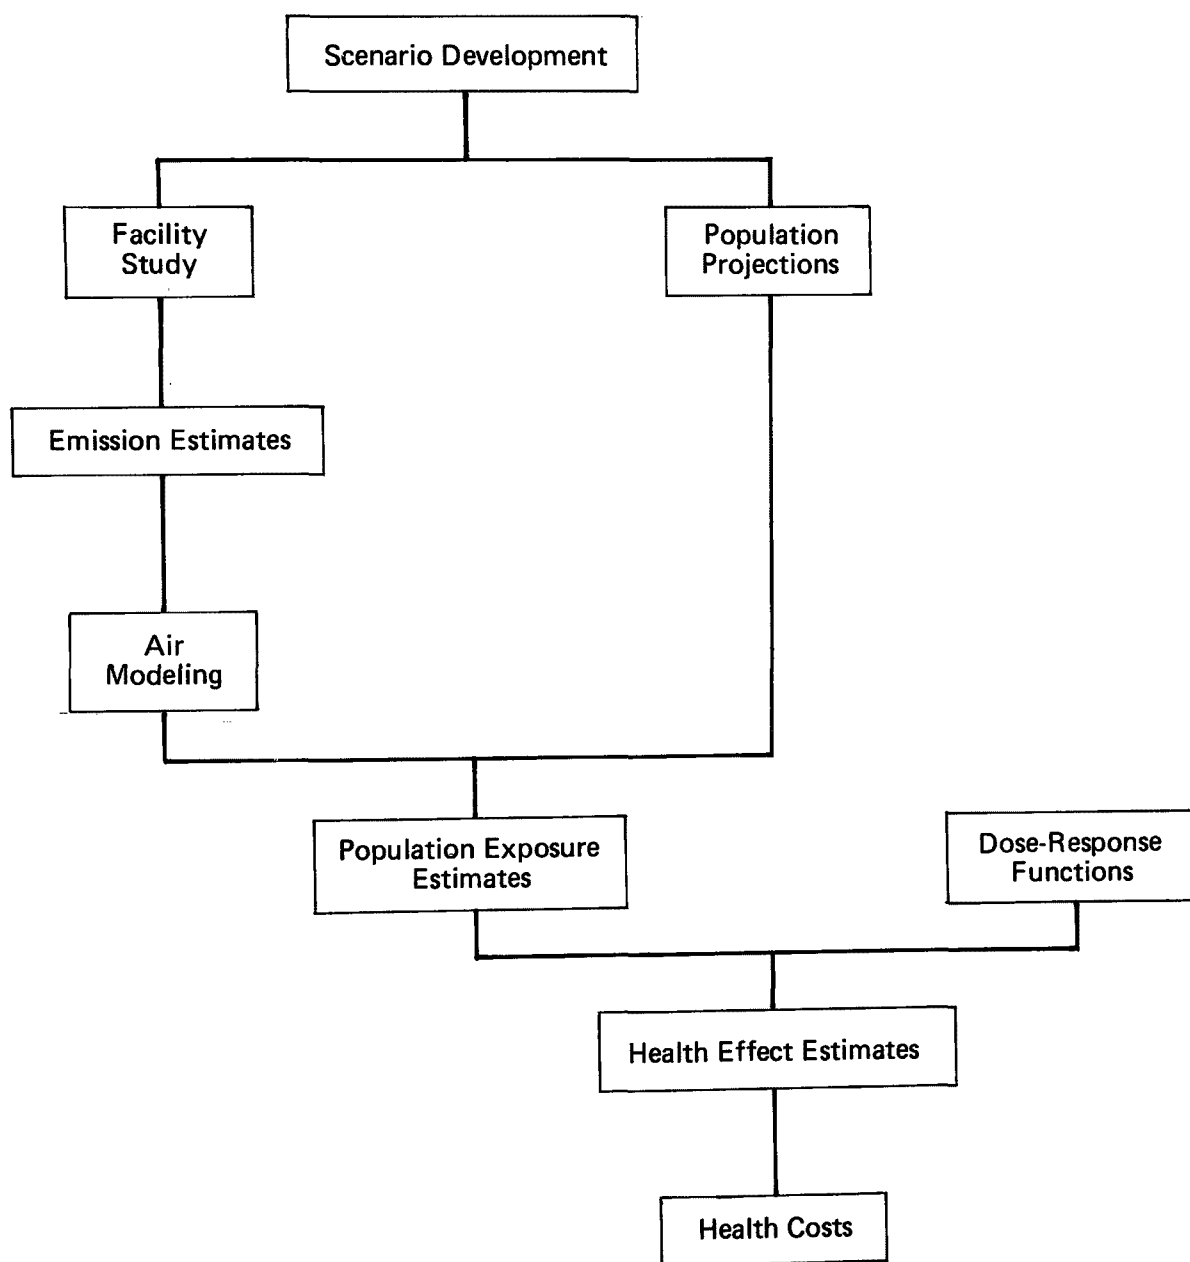 Scenario Development
Facility
Study
Population
Projections
Emission Estimates
Air
Modeling
Population Exposure
Estimates
Dose-Response
Functions
Health Effect Estimates
Health Costs